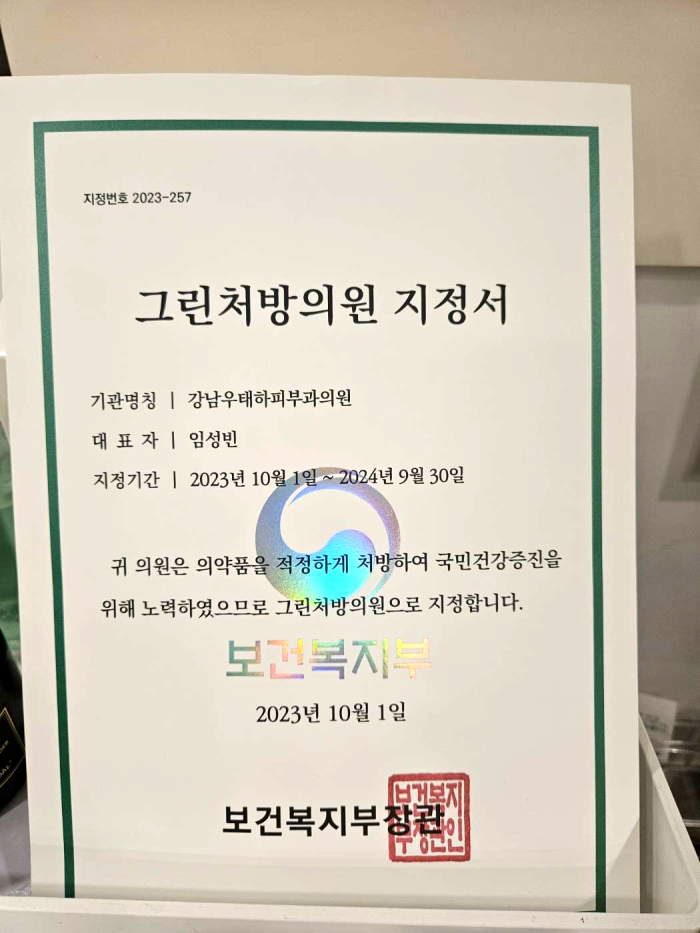 지정번호 2023-257
그린처방의원 지정서
기관명칭 | 강남우태하피부과의원
대 표 자 | 임성빈
지정기간 | 2023년 10월 1일 ~ 2024년 9월 30일
귀 의원은 의약품을 적정하게 처방하여 국민건강증진을
위해 노력하였으므로 그린처방의원으로 지정합니다.
보건복지부
2023년 10월 1일
보건복지부장관
보건복지
부장관인